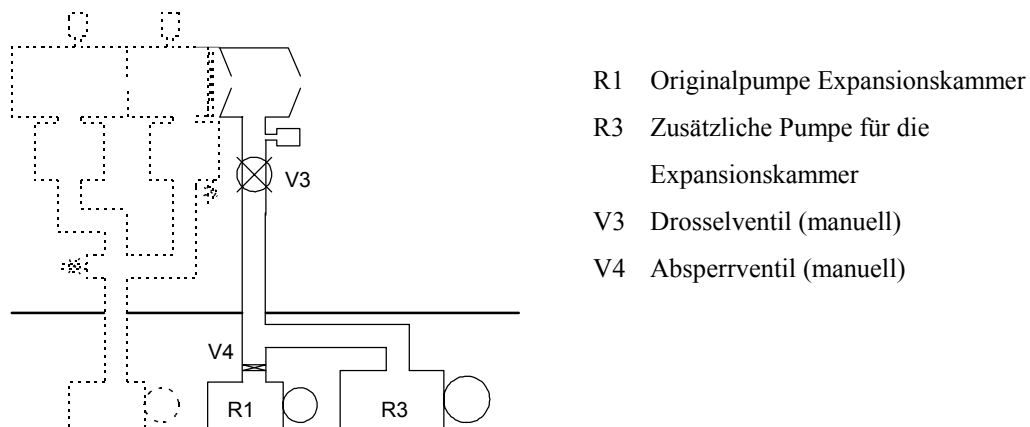 R1 Originalpumpe Expansionskammer
R3 Zusätzliche Pumpe für die
Expansionskammer
V3 Drosselventil (manuell)
V4 Absperrventil (manuell)
V3
V4
R1
R3